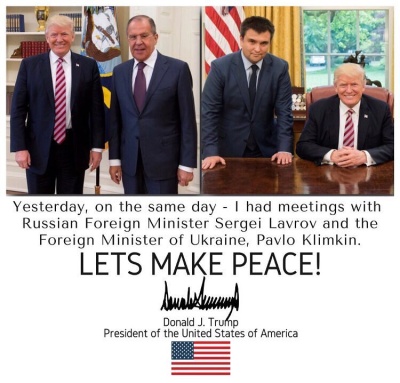 Yesterday, on the same day - I had meetings with
Russian Foreign Minister Sergei Lavrov and the
Foreign Minister of Ukraine, Pavlo Klimkin.
LETS MAKE PEACE!
Donald J. Trump
President of the United States of America